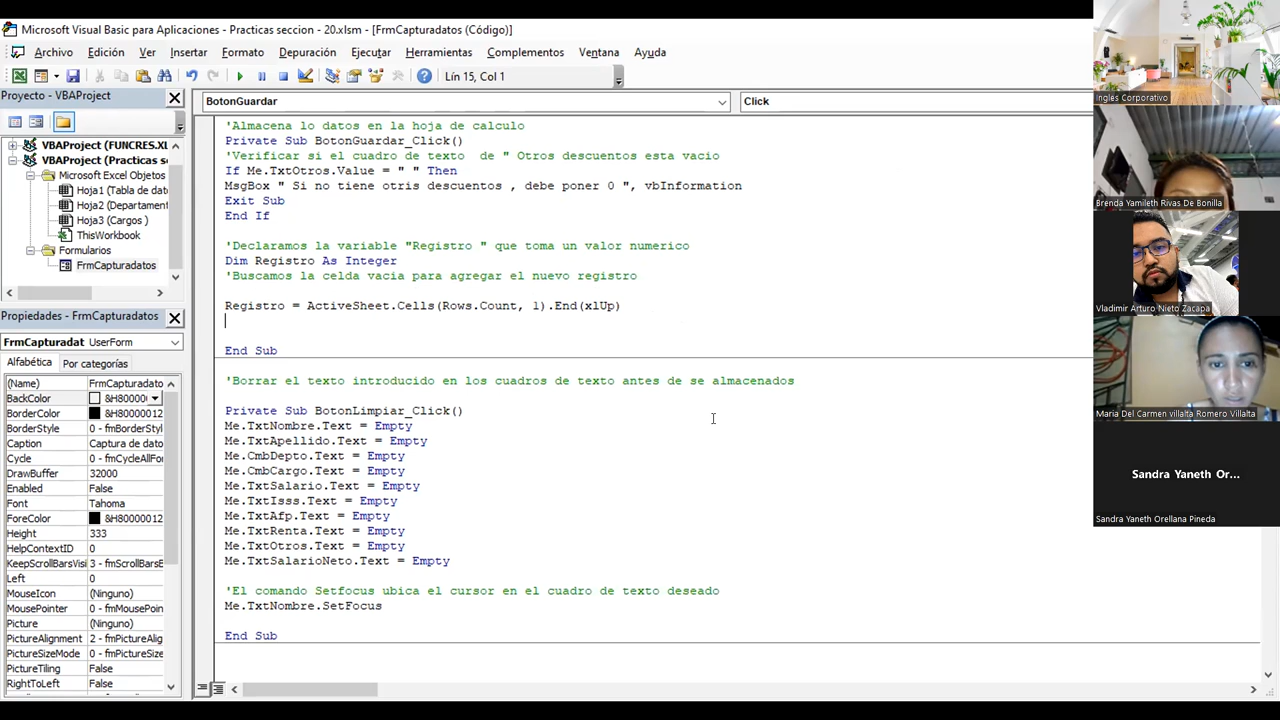 Microsoft Visual Basic para Aplicaciones - Practicas seccion - 20.xlsm - [FrmCapturadatos (Código)]
Archivo Edición Ver Insertar Formato Depuración Ejecutar Herramientas Complementos Ventana Ayuda
Lín 15, Col 1
Proyecto - VBAProject
VBAProject (FUNCRES.XL
VBAProject (Practicas s
Microsoft Excel Objetos
Hoja1 (Tabla de dat
Hoja2 (Departament
Hoja3 (Cargos )
ThisWorkbook
Formularios
FrmCapturadatos
Propiedades - FrmCapturadatos
FrmCapturadat UserForm
Alfabética Por categorías
(Name) FrmCapturadato
BackColor &H8000
BorderColor &H80000012
BorderStyle 0 - fmBorderStyl
Caption Captura de dato
Cycle 0 - fmCycleAllFor
DrawBuffer 32000
Enabled False
Font Tahoma
ForeColor &H80000012
Height 333
HelpContextID 0
KeepScrollBarsVisi 3 - fmScrollBarsB
Left 0
MouseIcon (Ninguno)
MousePointer 0 - fmMousePoin
Picture (Ninguno)
PictureAlignment 2 - fmPictureAlig
PictureSizeMode 0 - fmPictureSize
PictureTiling False
RightToLeft False
BotonGuardar Click
'Almacena lo datos en la hoja de calculo
Private Sub BotonGuardar_Click()
'Verificar si el cuadro de texto  de " Otros descuentos esta vacio
If Me.TxtOtros.Value = " " Then
MsgBox " Si no tiene otris descuentos , debe poner 0 ", vbInformation
Exit Sub
End If
'Declaramos la variable "Registro " que toma un valor numerico
Dim Registro As Integer
'Buscamos la celda vacia para agregar el nuevo registro
Registro = ActiveSheet.Cells(Rows.Count, 1).End(xlUp)
End Sub
'Borrar el texto introducido en los cuadros de texto antes de se almacenados
Private Sub BotonLimpiar_Click()
Me.TxtNombre.Text = Empty
Me.TxtApellido.Text = Empty
Me.CmbDepto.Text = Empty
Me.CmbCargo.Text = Empty
Me.TxtSalario.Text = Empty
Me.TxtIsss.Text = Empty
Me.TxtAfp.Text = Empty
Me.TxtRenta.Text = Empty
Me.TxtOtros.Text = Empty
Me.TxtSalarioNeto.Text = Empty
'El comando Setfocus ubica el cursor en el cuadro de texto deseado
Me.TxtNombre.SetFocus
End Sub
Ingles Corporativo
Brenda Yamileth Rivas De Bonilla
Vladimir Arturo Nieto Zacapa
Maria Del Carmen villalta Romero Villalta
Sandra Yaneth Or...
Sandra Yaneth Orellana Pineda